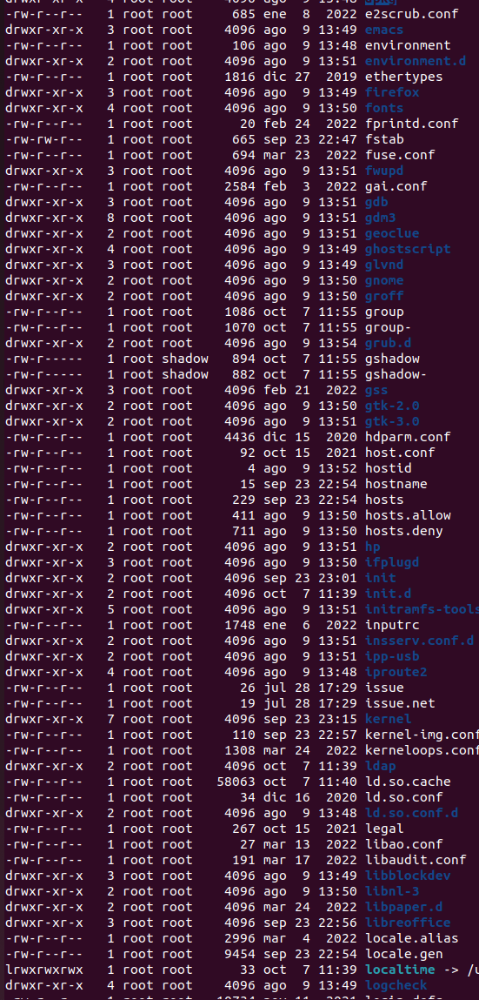 -rw-r--r-- 1 root root 685 ene 8 2022 e2scrub.conf
drwxr-xr-x 3 root root 4096 ago 9 13:49 emacs
-rw-r--r-- 1 root root 106 ago 9 13:48 environment
drwxr-xr-x 2 root root 4096 ago 9 13:51 environment.d
-rw-r--r-- 1 root root 1816 dic 27 2019 ethertypes
drwxr-xr-x 3 root root 4096 ago 9 13:49 firefox
drwxr-xr-x 4 root root 4096 ago 9 13:50 fonts
-rw-r--r-- 1 root root 20 feb 24 2022 fprintd.conf
-rw-rw-r-- 1 root root 665 sep 23 22:47 fstab
-rw-r--r-- 1 root root 694 mar 23 2022 fuse.conf
drwxr-xr-x 3 root root 4096 ago 9 13:51 fwupd
-rw-r--r-- 1 root root 2584 feb 3 2022 gai.conf
drwxr-xr-x 3 root root 4096 ago 9 13:51 gdb
drwxr-xr-x 8 root root 4096 ago 9 13:51 gdm3
drwxr-xr-x 2 root root 4096 ago 9 13:51 geoclue
drwxr-xr-x 4 root root 4096 ago 9 13:49 ghostscript
drwxr-xr-x 3 root root 4096 ago 9 13:49 glvnd
drwxr-xr-x 2 root root 4096 ago 9 13:50 gnome
drwxr-xr-x 2 root root 4096 ago 9 13:50 groff
-rw-r--r-- 1 root root 1086 oct 7 11:55 group
-rw-r--r-- 1 root root 1070 oct 7 11:55 group-
drwxr-xr-x 2 root root 4096 ago 9 13:54 grub.d
-rw-r----- 1 root shadow 894 oct 7 11:55 gshadow
-rw-r----- 1 root shadow 882 oct 7 11:55 gshadow-
drwxr-xr-x 3 root root 4096 feb 21 2022 gss
drwxr-xr-x 2 root root 4096 ago 9 13:50 gtk-2.0
drwxr-xr-x 2 root root 4096 ago 9 13:51 gtk-3.0
-rw-r--r-- 1 root root 4436 dic 15 2020 hdparm.conf
-rw-r--r-- 1 root root 92 oct 15 2021 host.conf
-rw-r--r-- 1 root root 4 ago 9 13:52 hostid
-rw-r--r-- 1 root root 15 sep 23 22:54 hostname
-rw-r--r-- 1 root root 229 sep 23 22:54 hosts
-rw-r--r-- 1 root root 411 ago 9 13:50 hosts.allow
-rw-r--r-- 1 root root 711 ago 9 13:50 hosts.deny
drwxr-xr-x 2 root root 4096 ago 9 13:51 hp
drwxr-xr-x 3 root root 4096 ago 9 13:50 ifplugd
drwxr-xr-x 2 root root 4096 sep 23 23:01 init
drwxr-xr-x 2 root root 4096 oct 7 11:39 init.d
drwxr-xr-x 5 root root 4096 ago 9 13:51 initramfs-tools
-rw-r--r-- 1 root root 1748 ene 6 2022 inputrc
drwxr-xr-x 2 root root 4096 ago 9 13:51 insserv.conf.d
drwxr-xr-x 2 root root 4096 ago 9 13:51 ipp-usb
drwxr-xr-x 4 root root 4096 ago 9 13:48 iproute2
-rw-r--r-- 1 root root 26 jul 28 17:29 issue
-rw-r--r-- 1 root root 19 jul 28 17:29 issue.net
drwxr-xr-x 7 root root 4096 sep 23 23:15 kernel
-rw-r--r-- 1 root root 110 sep 23 22:57 kernel-img.conf
-rw-r--r-- 1 root root 1308 mar 24 2022 kerneloops.conf
drwxr-xr-x 2 root root 4096 oct 7 11:39 ldap
-rw-r--r-- 1 root root 58063 oct 7 11:40 ld.so.cache
-rw-r--r-- 1 root root 34 dic 16 2020 ld.so.conf
drwxr-xr-x 2 root root 4096 ago 9 13:48 ld.so.conf.d
-rw-r--r-- 1 root root 267 oct 15 2021 legal
-rw-r--r-- 1 root root 27 mar 13 2022 libao.conf
-rw-r--r-- 1 root root 191 mar 17 2022 libaudit.conf
drwxr-xr-x 3 root root 4096 ago 9 13:49 libblockdev
drwxr-xr-x 2 root root 4096 ago 9 13:50 libnl-3
drwxr-xr-x 2 root root 4096 mar 24 2022 libpaper.d
drwxr-xr-x 3 root root 4096 sep 23 22:56 libreoffice
-rw-r--r-- 1 root root 2996 mar 4 2022 locale.alias
-rw-r--r-- 1 root root 9454 sep 23 22:54 locale.gen
lrwxrwxrwx 1 root root 33 oct 7 11:39 localtime -> /u
drwxr-xr-x 4 root root 4096 ago 9 13:49 logcheck